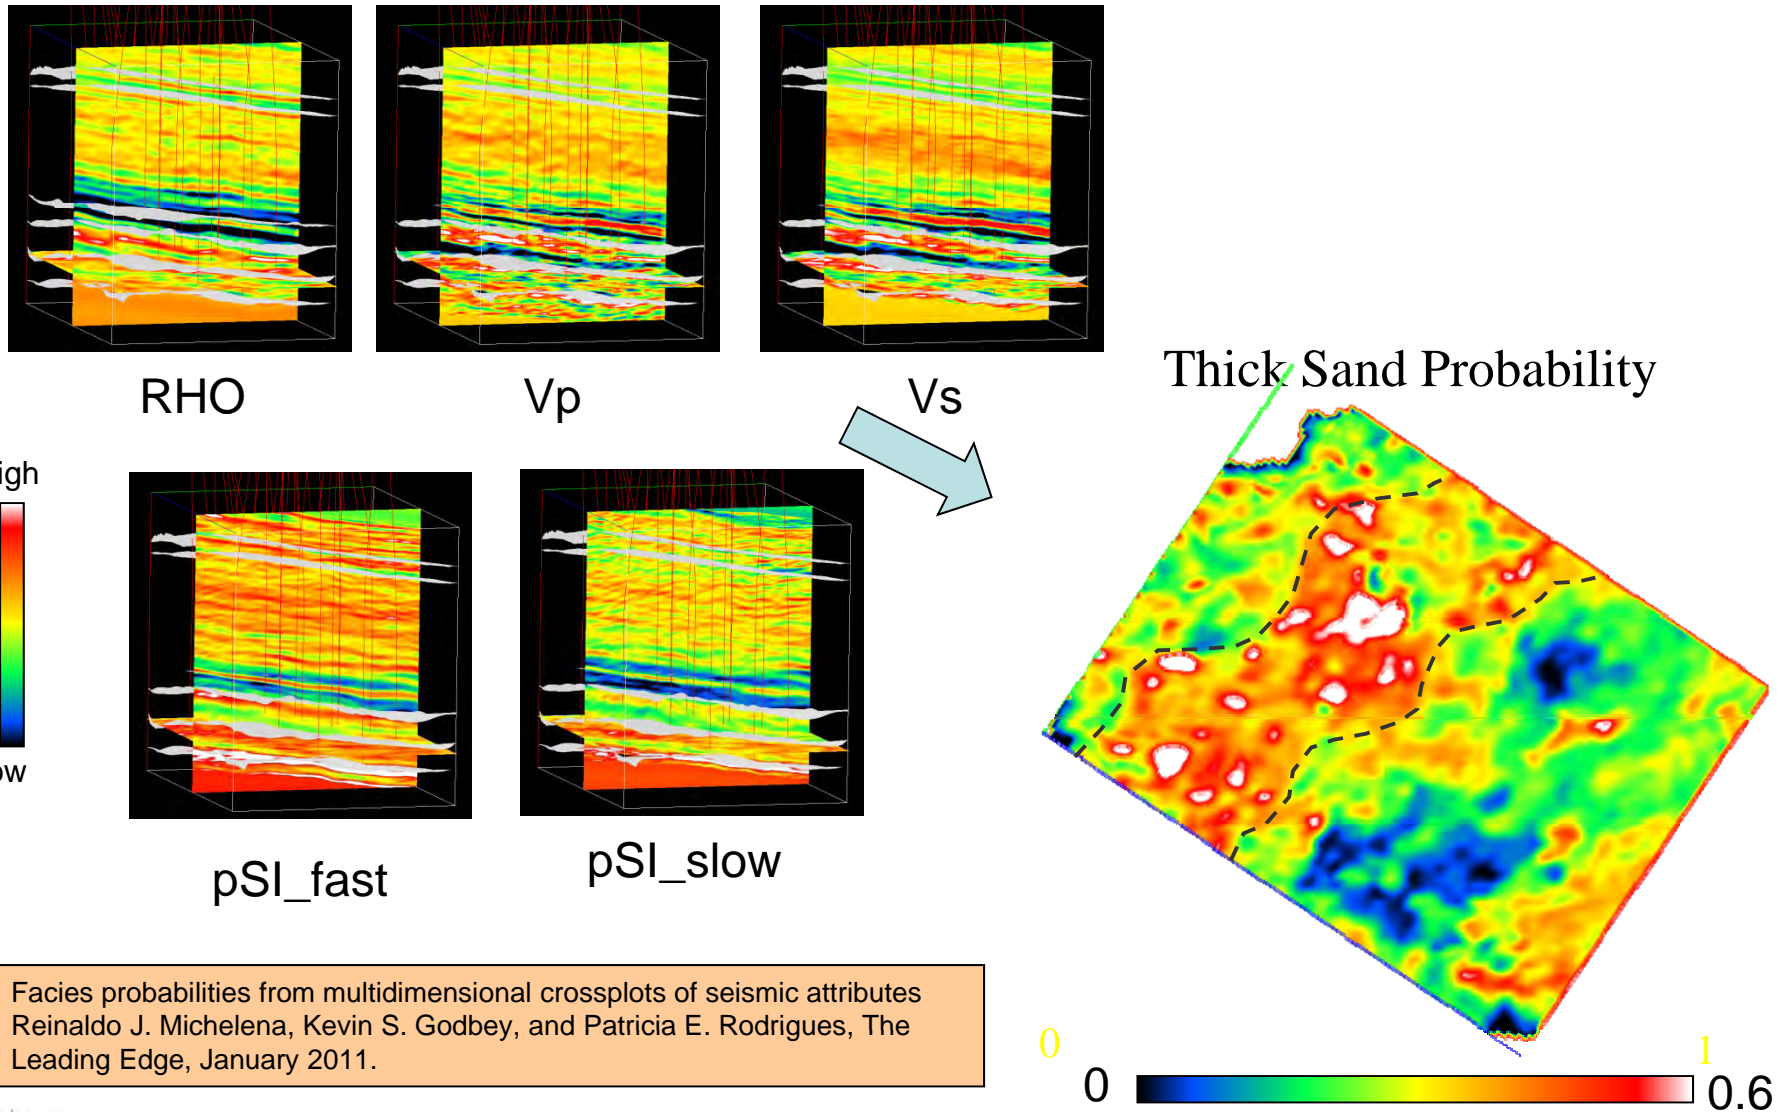 RHO
Vp
Vs
Thick Sand Probability
igh
ow
pSI_fast
pSI_slow
Facies probabilities from multidimensional crossplots of seismic attributes
Reinaldo J. Michelena, Kevin S. Godbey, and Patricia E. Rodrigues, The
Leading Edge, January 2011.
0
1
0
0.6